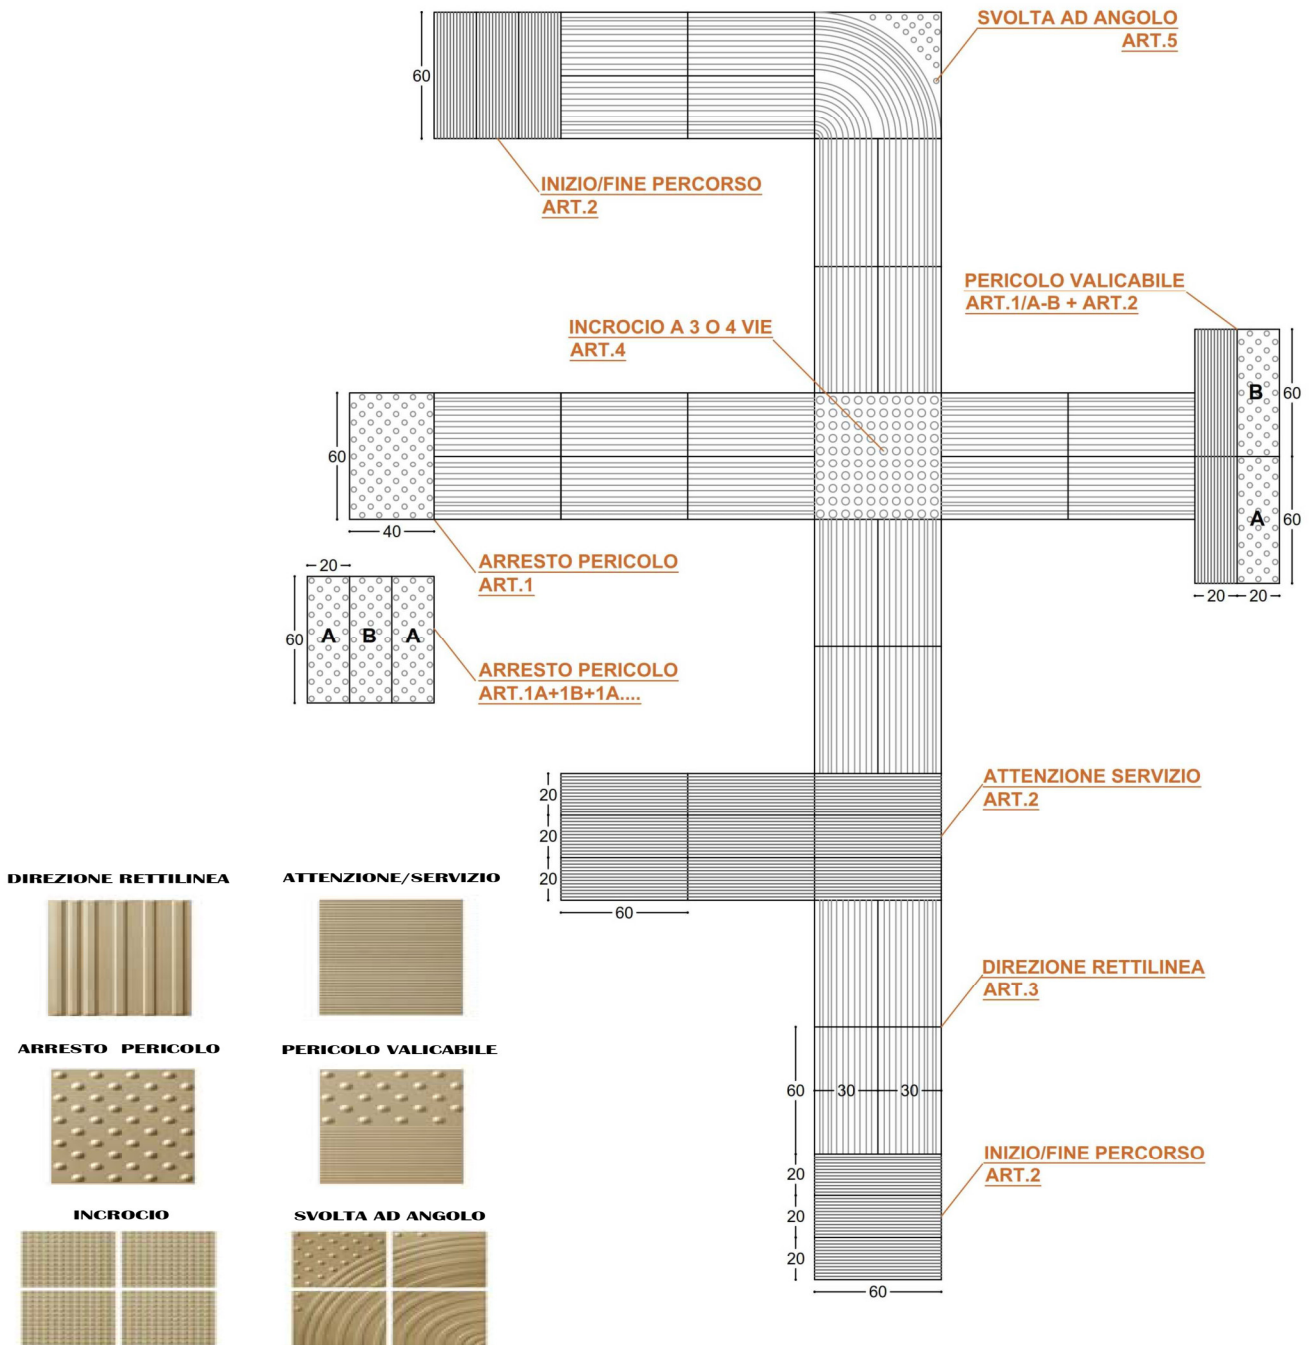 SVOLTA AD ANGOLO
ART.5
60
INIZIO/FINE PERCORSO
ART.2
PERICOLO VALICABILE
ART.1/A-B + ART.2
INCROCIO A 3 O 4 VIE
ART.4
B
60
60
A
60
40
20 20
ARRESTO PERICOLO
ART.1
20
60
A B A
ARRESTO PERICOLO
ART.1A+1B+1A....
20
20
20
60
ATTENZIONE SERVIZIO
ART.2
DIREZIONE RETTILINEA
ART.3
60
30 30
20
20
20
60
INIZIO/FINE PERCORSO
ART.2
DIREZIONE RETTILINEA
ATTENZIONE/SERVIZIO
ARRESTO PERICOLO
PERICOLO VALICABILE
INCROCIO
SVOLTA AD ANGOLO